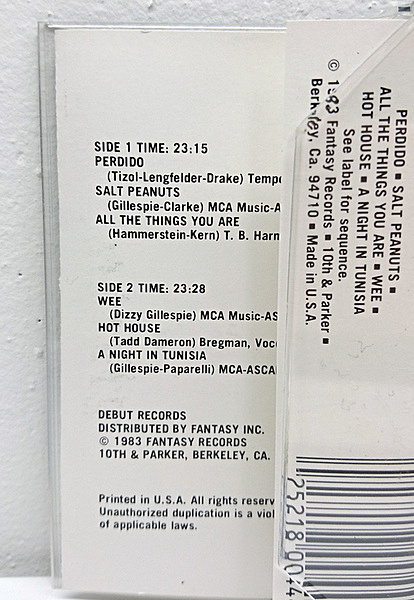 SIDE 1 TIME: 23:15
PERDIDO
(Tizol-Lengfelder-Drake) Tempo
SALT PEANUTS
(Gillespie-Clarke) MCA Music-A
ALL THE THINGS YOU ARE
(Hammerstein-Kern) T. B. Harm
SIDE 2 TIME: 23:28
WEE
(Dizzy Gillespie) MCA Music-AS
HOT HOUSE
(Tadd Dameron) Bregman, Voc
A NIGHT IN TUNISIA
(Gillespie-Paparelli) MCA-ASCA
DEBUT RECORDS
DISTRIBUTED BY FANTASY INC.
© 1983 FANTASY RECORDS
10TH & PARKER, BERKELEY, CA.
Printed in U.S.A. All rights reserv
Unauthorized duplication is a viol
of applicable laws.
PERDIDO ■ SALT PEANUTS ■
ALL THE THINGS YOU ARE ■ WEE ■
HOT HOUSE ■ A NIGHT IN TUNISIA
See label for sequence.
© 1983 Fantasy Records ■ 10th & Parker ■
Berkeley, Ca. 94710 ■ Made in U.S.A.
25218 0044